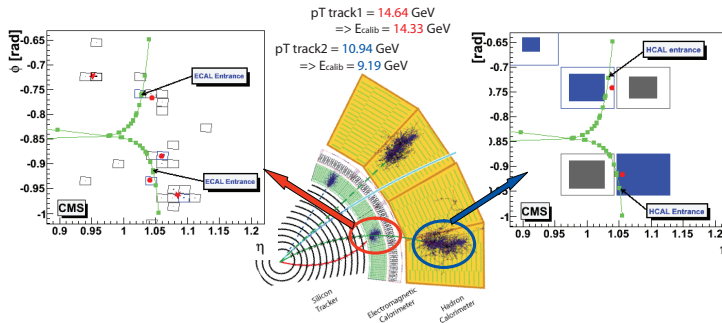 pT track1 = 14.64 GeV
=> Ecalib = 14.33 GeV
pT track2 = 10.94 GeV
=> Ecalib = 9.19 GeV
ϕ [rad]
-0.65
-0.7
-0.75
-0.8
-0.85
-0.9
-0.95
-1
ECAL Entrance
ECAL Entrance
CMS
0.9
0.95
1
1.05
1.1
1.15
1.2
η
Silicon
Tracker
Electromagnetic
Calorimeter
Hadron
Calorimeter
[rad]
-0.65
-0.7
-0.75
-0.8
-0.85
-0.9
-0.95
-1
HCAL Entrance
HCAL Entrance
CMS
0.9
0.95
1
1.05
1.1
1.15
1.2